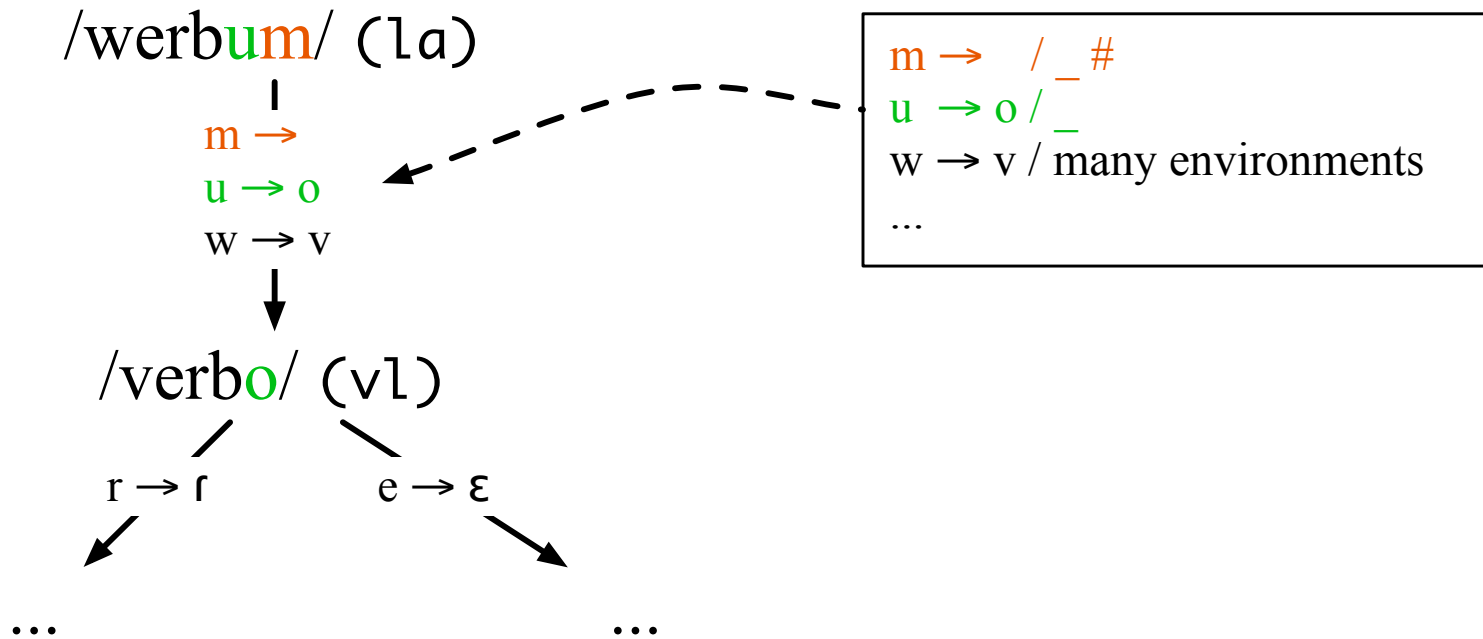 /werbum/ (la)
m →
u → o
w → v
m → / _ #
u → o / _
w → v / many environments
...
/verbo/ (vl)
r → ɾ
e → ɛ
...
...